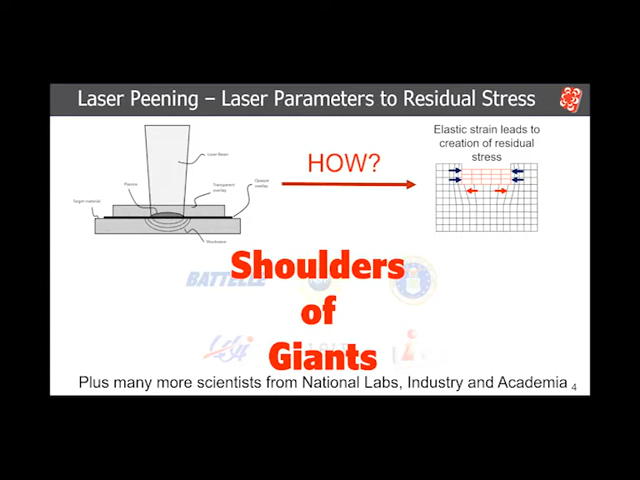 Laser Peening – Laser Parameters to Residual Stress
Elastic strain leads to
creation of residual
stress
HOW?
Laser Beam
Plasma
Transparent
overlay
Opaque
overlay
Target material
Shockwave
BATTELLE
Shoulders
of
Giants
Plus many more scientists from National Labs, Industry and Academia
4